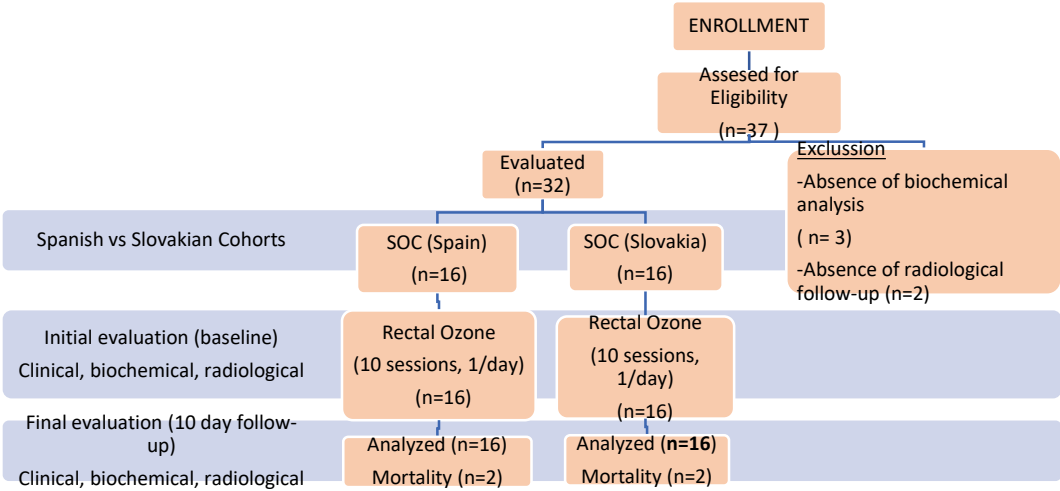 ENROLLMENT
Assesed for
Eligibility
(n=37 )
Evaluated
(n=32)
Exclussion
-Absence of biochemical
analysis
( n= 3)
-Absence of radiological
follow-up (n=2)
Spanish vs Slovakian Cohorts
SOC (Spain)
(n=16)
SOC (Slovakia)
(n=16)
Initial evaluation (baseline)
Clinical, biochemical, radiological
Rectal Ozone
(10 sessions, 1/day)
(n=16)
Rectal Ozone
(10 sessions,
1/day)
(n=16)
Final evaluation (10 day follow-
up)
Clinical, biochemical, radiological
Analyzed (n=16)
Mortality (n=2)
Analyzed (n=16)
Mortality (n=2)